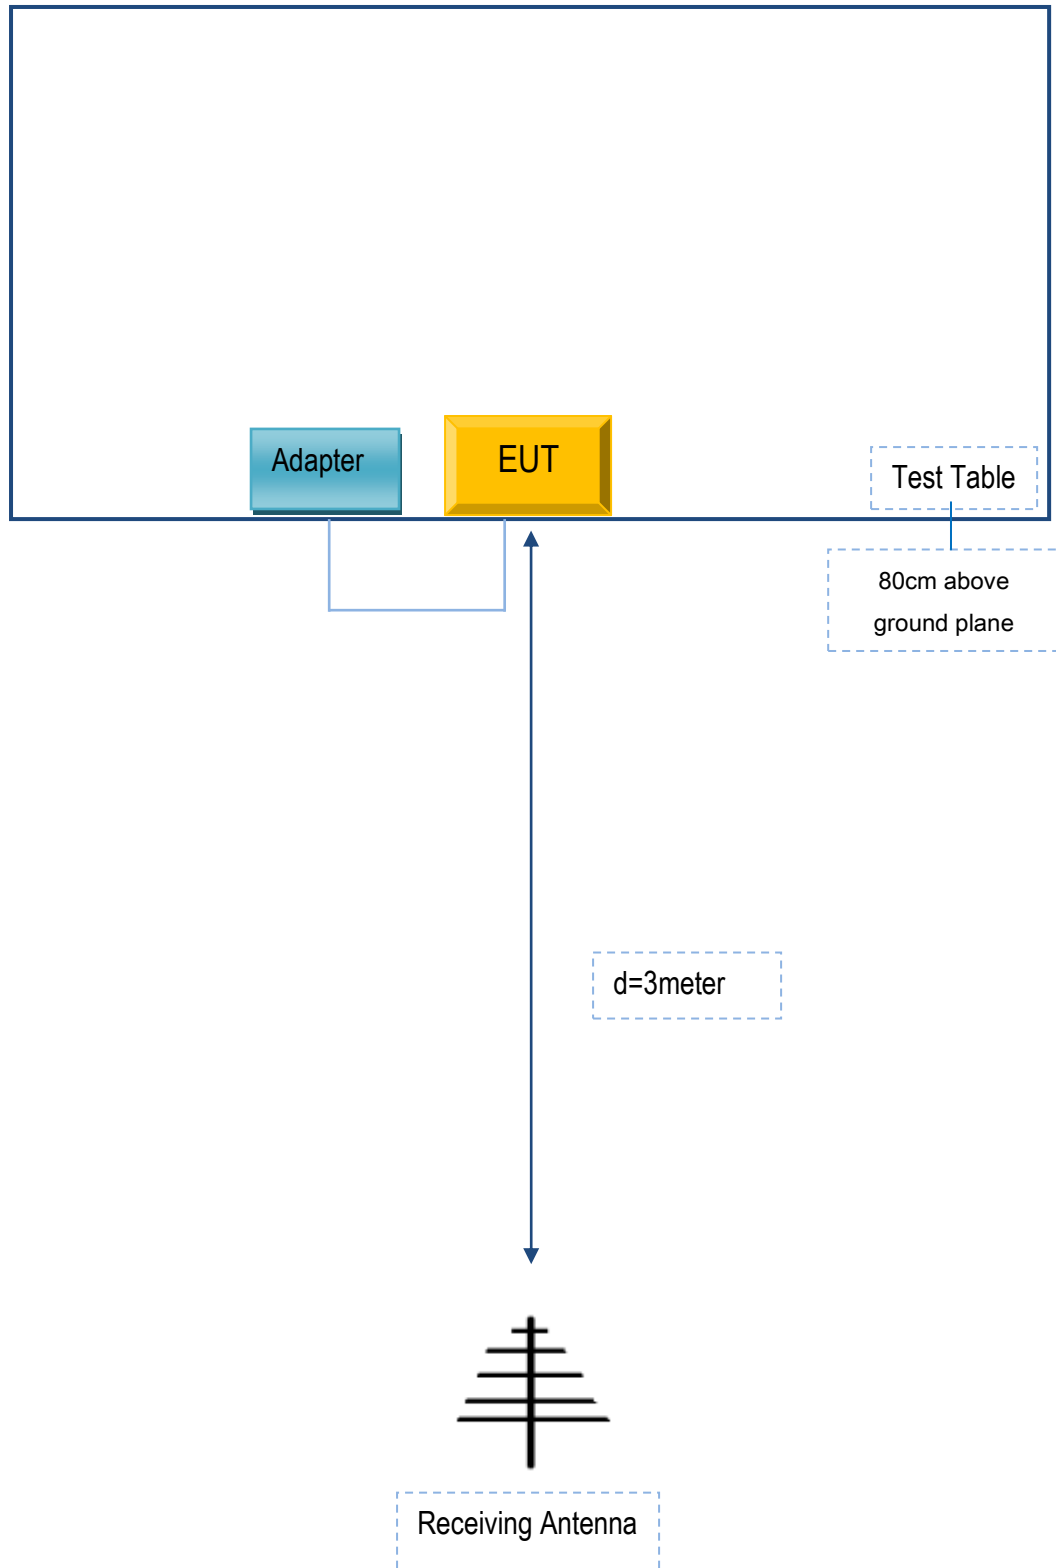 Adapter
EUT
Test Table
80cm above
ground plane
d=3meter
Receiving Antenna